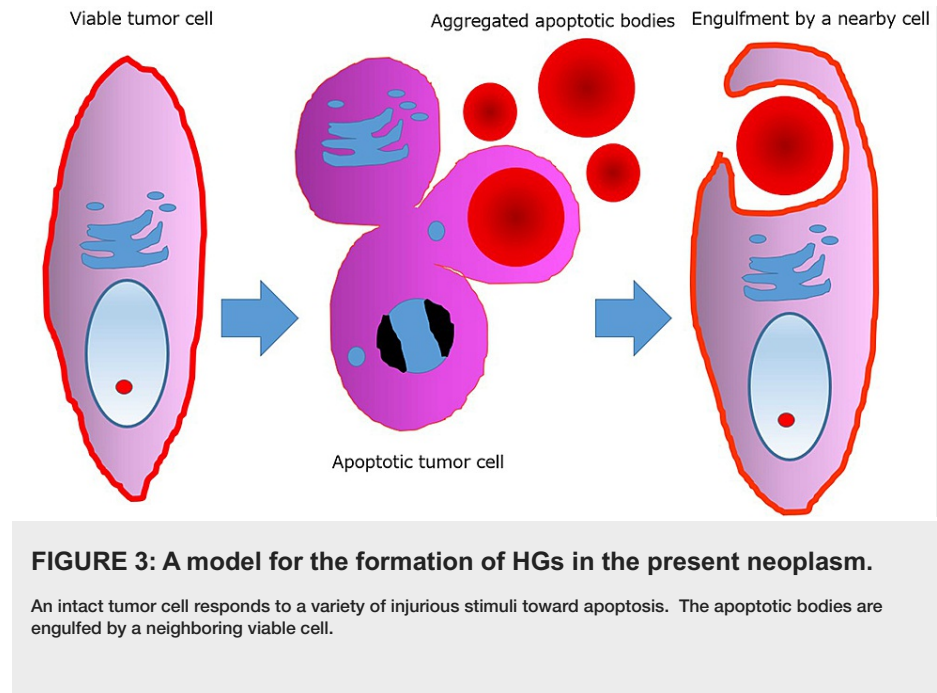 Viable tumor cell
Aggregated apoptotic bodies
Engulfment by a nearby cell
Apoptotic tumor cell
FIGURE 3: A model for the formation of HGs in the present neoplasm.
An intact tumor cell responds to a variety of injurious stimuli toward apoptosis. The apoptotic bodies are
engulfed by a neighboring viable cell.